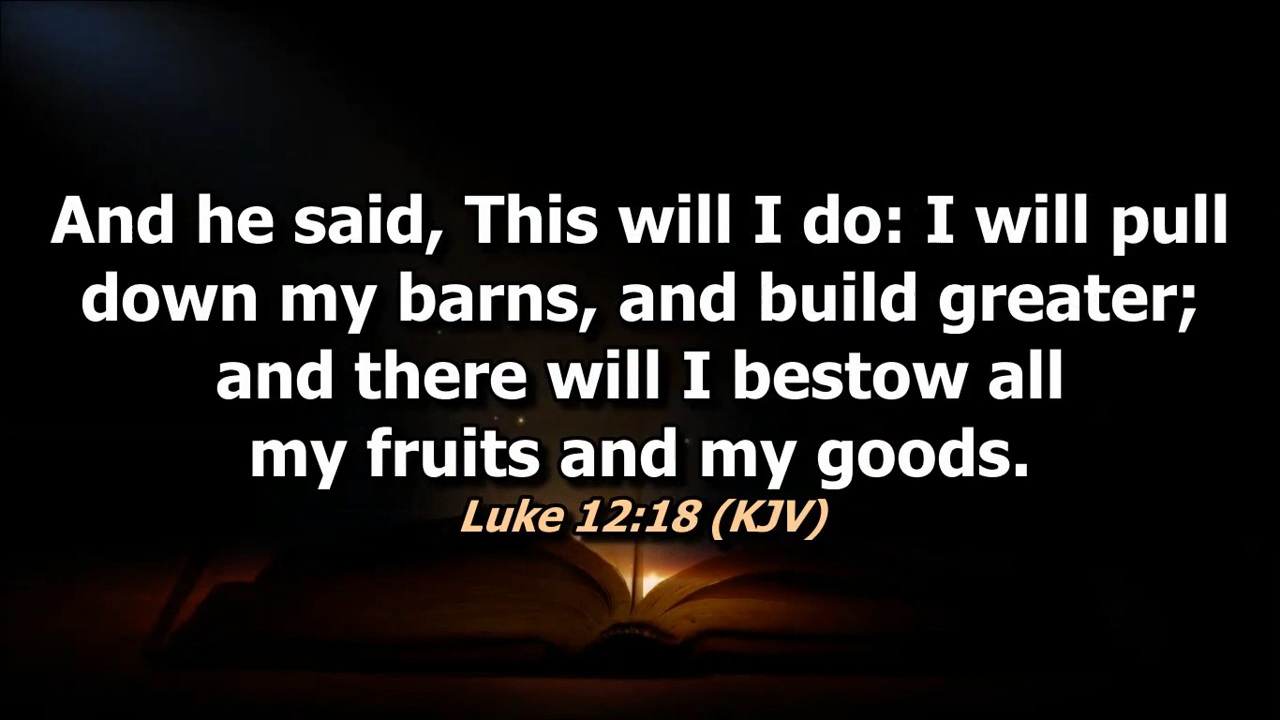 And he said, This will I do: I will pull
down my barns, and build greater;
and there will I bestow all
my fruits and my goods.
Luke 12:18 (KJV)